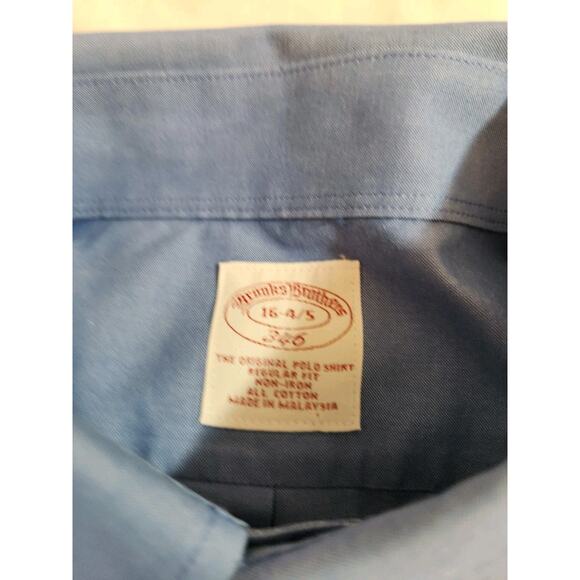 Brooks Brothers
16-4/5
346
THE ORIGINAL POLO SHIRT
REGULAR FIT
NON-IRON
ALL COTTON
MADE IN MALAYSIA